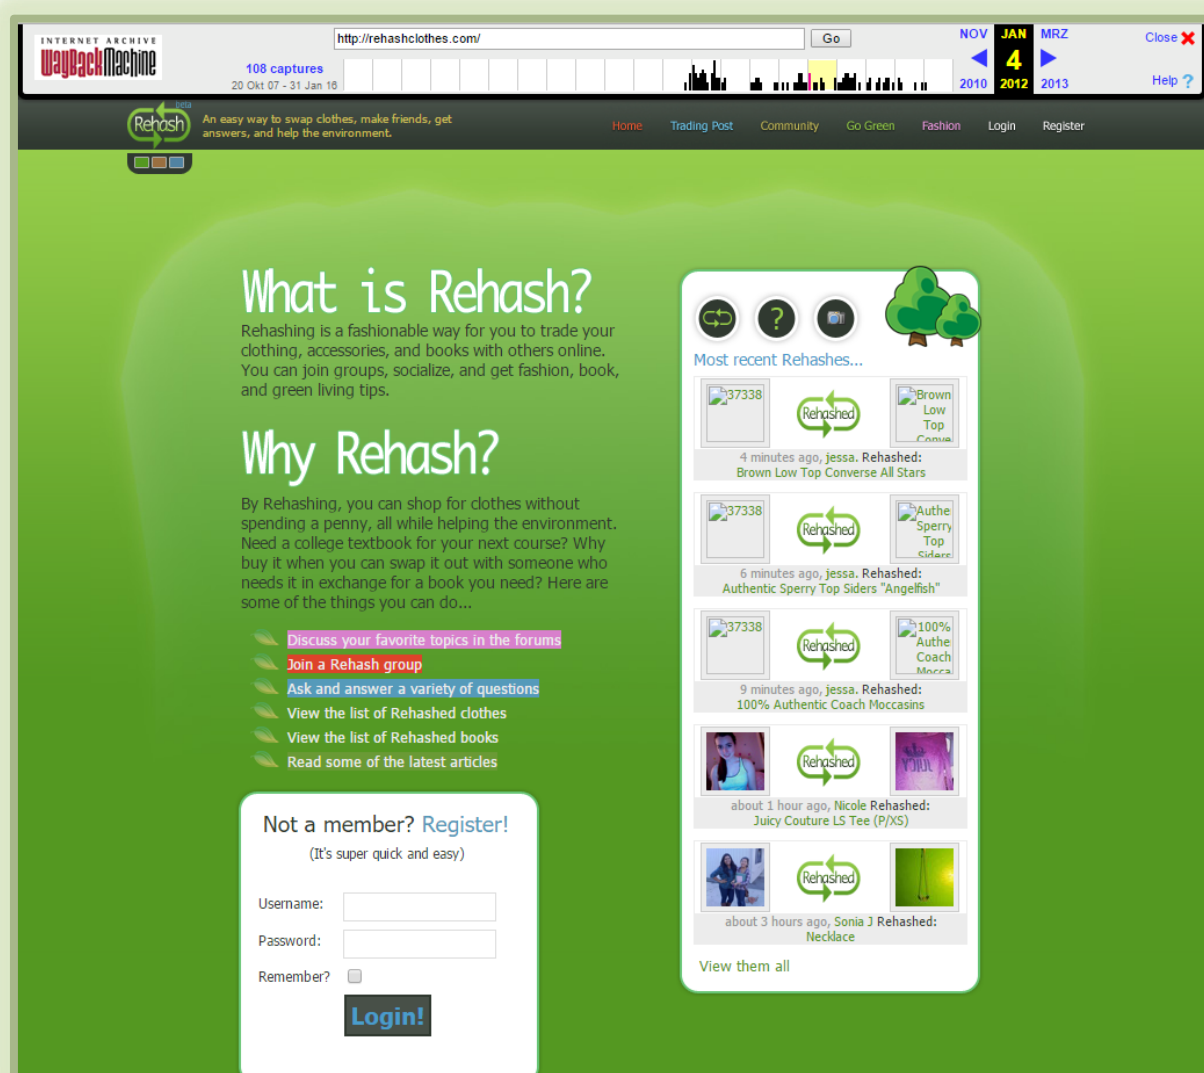 INTERNET ARCHIVE
WayBackMachine
http://rehashclothes.com/
Go
108 captures
20 Okt 07 - 31 Jan 16
NOV JAN MRZ
4
2010 2012 2013
Close
Help ?
Rehash beta
An easy way to swap clothes, make friends, get
answers, and help the environment.
Home Trading Post Community Go Green Fashion Login Register
What is Rehash?
Rehashing is a fashionable way for you to trade your
clothing, accessories, and books with others online.
You can join groups, socialize, and get fashion, book,
and green living tips.
Why Rehash?
By Rehashing, you can shop for clothes without
spending a penny, all while helping the environment.
Need a college textbook for your next course? Why
buy it when you can swap it out with someone who
needs it in exchange for a book you need? Here are
some of the things you can do...
Discuss your favorite topics in the forums
Join a Rehash group
Ask and answer a variety of questions
View the list of Rehashed clothes
View the list of Rehashed books
Read some of the latest articles
Not a member? Register!
(It's super quick and easy)
Username:
Password:
Remember?
Login!
?
Most recent Rehashes...
37338
Rehashed
Brown
Low
Top
Conve
4 minutes ago, jessa. Rehashed:
Brown Low Top Converse All Stars
37338
Rehashed
Authe
Sperry
Top
Siders
6 minutes ago, jessa. Rehashed:
Authentic Sperry Top Siders "Angelfish"
37338
Rehashed
100%
Authe
Coach
Mocca
9 minutes ago, jessa. Rehashed:
100% Authentic Coach Moccasins
Rehashed
JUICY
about 1 hour ago, Nicole Rehashed:
Juicy Couture LS Tee (P/XS)
Rehashed
about 3 hours ago, Sonia J Rehashed:
Necklace
View them all